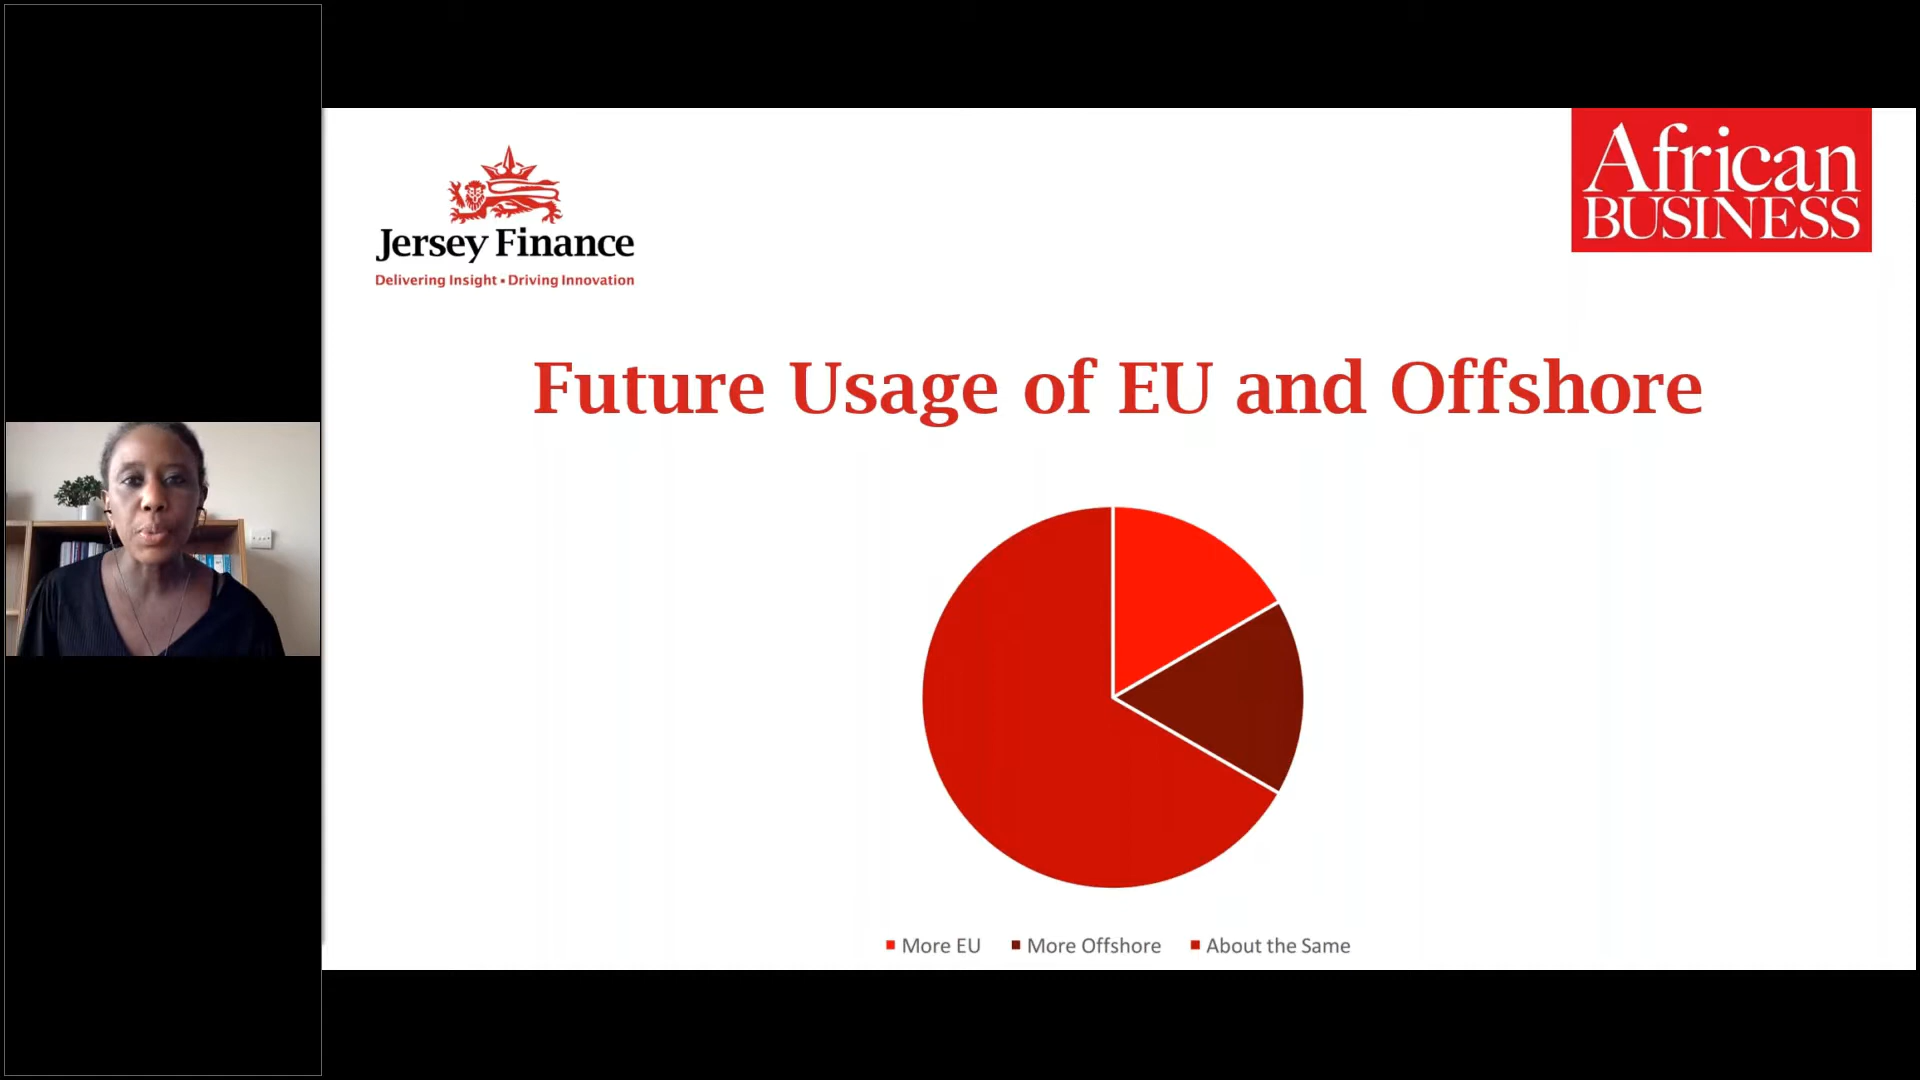 Jersey Finance
Delivering Insight ▪ Driving Innovation
African
BUSINESS
Future Usage of EU and Offshore
More EU
More Offshore
About the Same